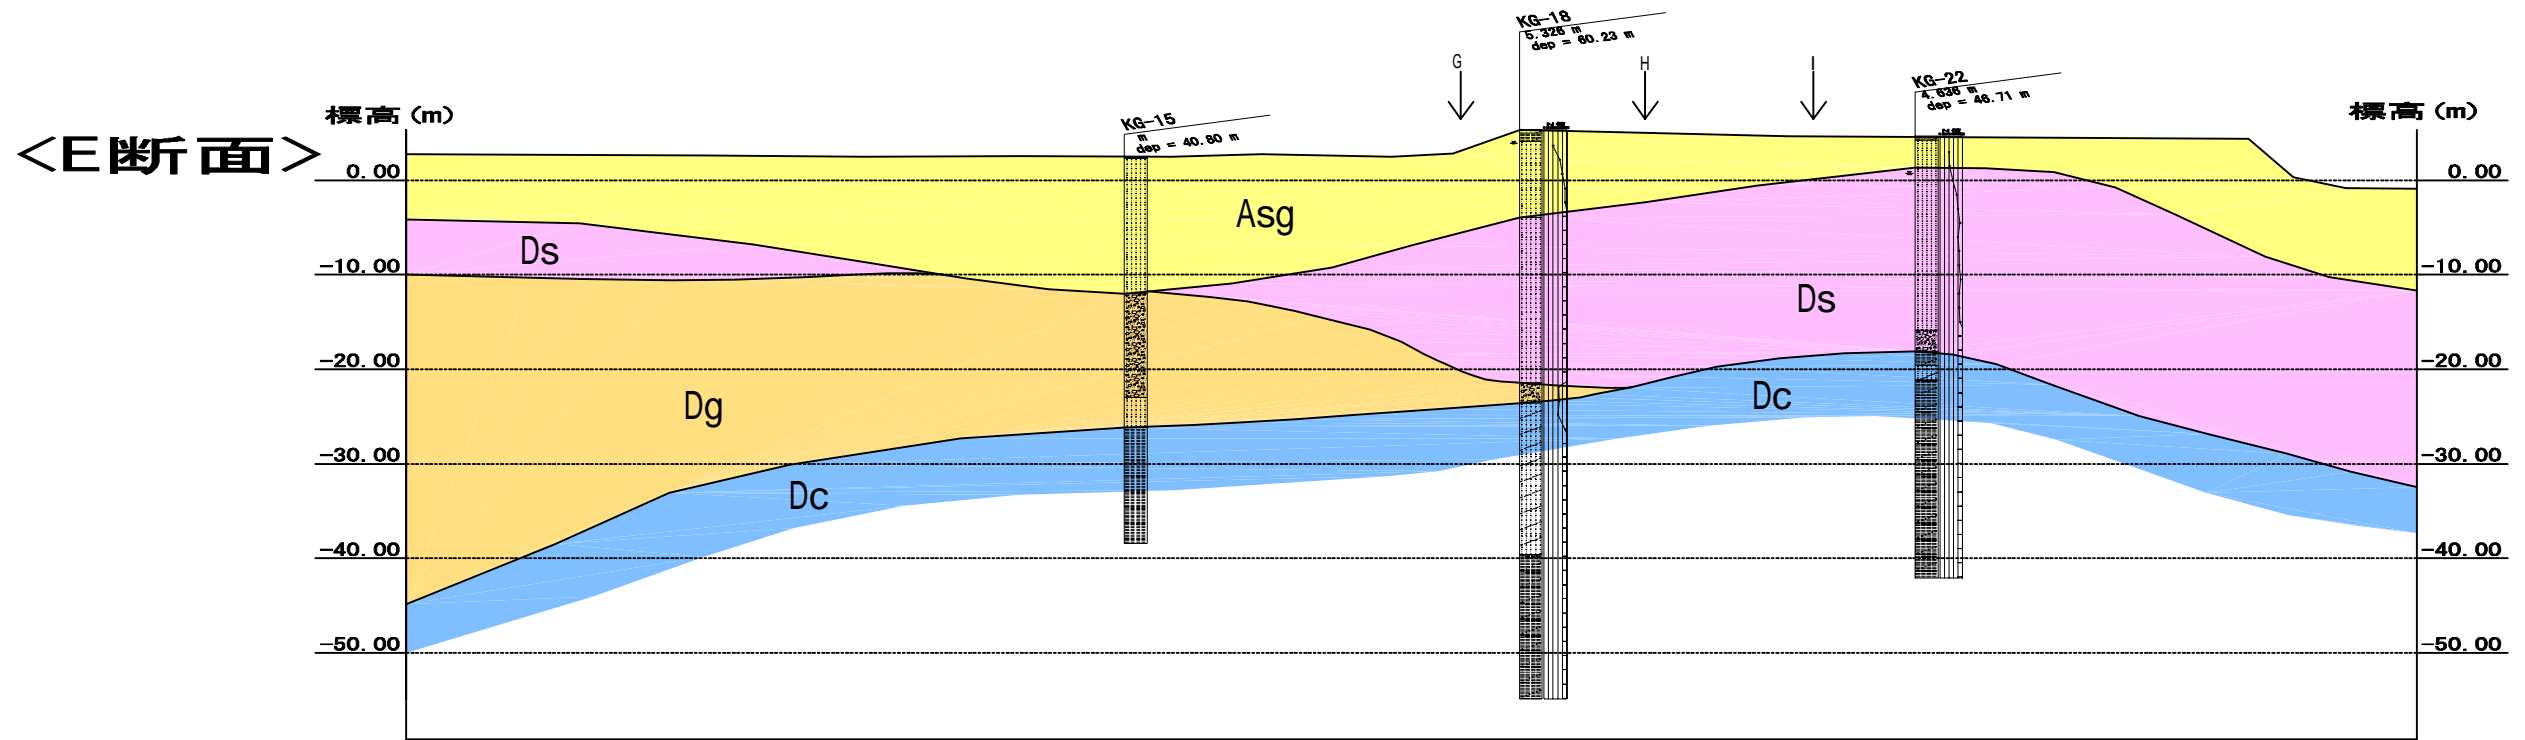 KG-18
5.326 m
dep = 60.23 m
G
H
I
KG-22
4.636 m
dep = 46.71 m
KG-15
m
dep = 40.80 m
標高(m)
標高(m)
<E断面>
0.00
0.00
Asg
Ds
-10.00
-10.00
Ds
-20.00
-20.00
Dg
Dc
-30.00
-30.00
Dc
-40.00
-40.00
-50.00
-50.00